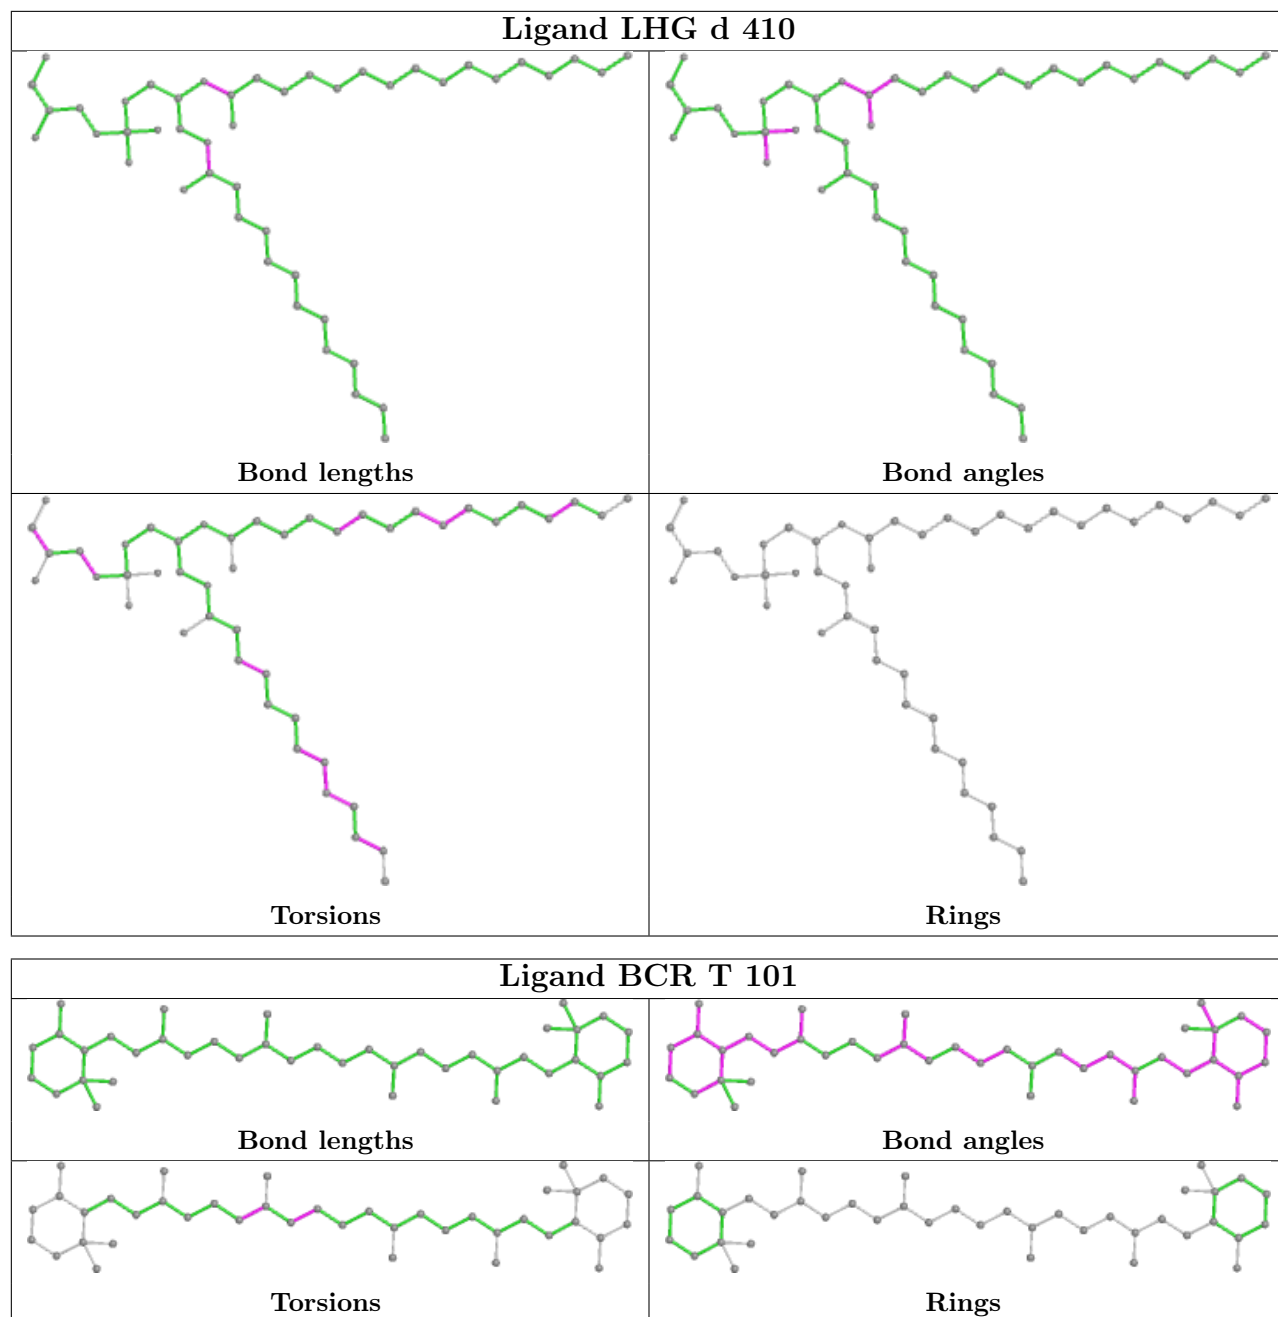 Ligand LHG d 410
Bond lengths
Bond angles
Torsions
Rings
Ligand BCR T 101
Bond lengths
Bond angles
Torsions
Rings